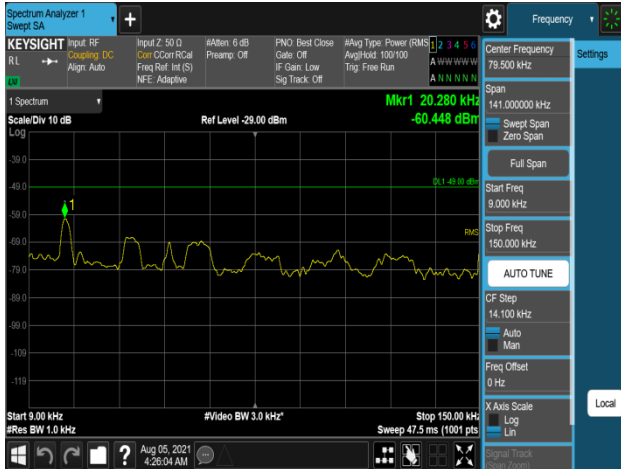 Spectrum Analyzer 1
Swept SA
+
Frequency
KEYSIGHT
RL
LU
Input: RF
Coupling: DC
Align: Auto
Input Z: 50 Ω
Corr CCorr RCal
Freq Ref: Int (S)
NFE: Adaptive
#Atten: 6 dB
Preamp: Off
PNO: Best Close
Gate: Off
IF Gain: Low
Sig Track: Off
#Avg Type: Power (RMS
Avg|Hold: 100/100
Trig: Free Run
1 2 3 4 5 6
A W W W W W
A N N N N N
1 Spectrum
Scale/Div 10 dB
Log
Ref Level -29.00 dBm
Mkr1 20.280 kHz
-60.448 dBm
-39.0
-49.0
DL1 -49.00 dBm
-59.0
1
RMS
-69.0
-79.0
-89.0
-99.0
-109
-119
Start 9.00 kHz
#Res BW 1.0 kHz
#Video BW 3.0 kHz*
Stop 150.00 kHz
Sweep 47.5 ms (1001 pts
?
Aug 05, 2021
4:26:04 AM
Center Frequency
79.500 kHz
Span
141.000000 kHz
Swept Span
Zero Span
Full Span
Start Freq
9.000 kHz
Stop Freq
150.000 kHz
AUTO TUNE
CF Step
14.100 kHz
Auto
Man
Freq Offset
0 Hz
X Axis Scale
Log
Lin
Signal Track
(Span Zoom)
Settings
Local